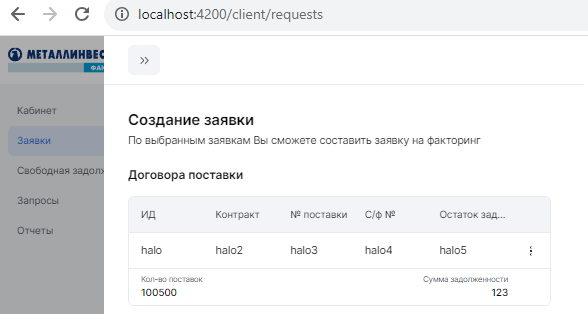 localhost:4200/client/requests
МЕТАЛЛИНВЕС
ФАК
Кабинет
Заявки
Свободная задолж
Запросы
Отчеты
Создание заявки
По выбранным заявкам Вы сможете составить заявку на факторинг
Договора поставки
ИД Контракт № поставки С/ф № Остаток зад...
halo halo2 halo3 halo4 halo5
Кол-во поставок Сумма задолженности
100500 123